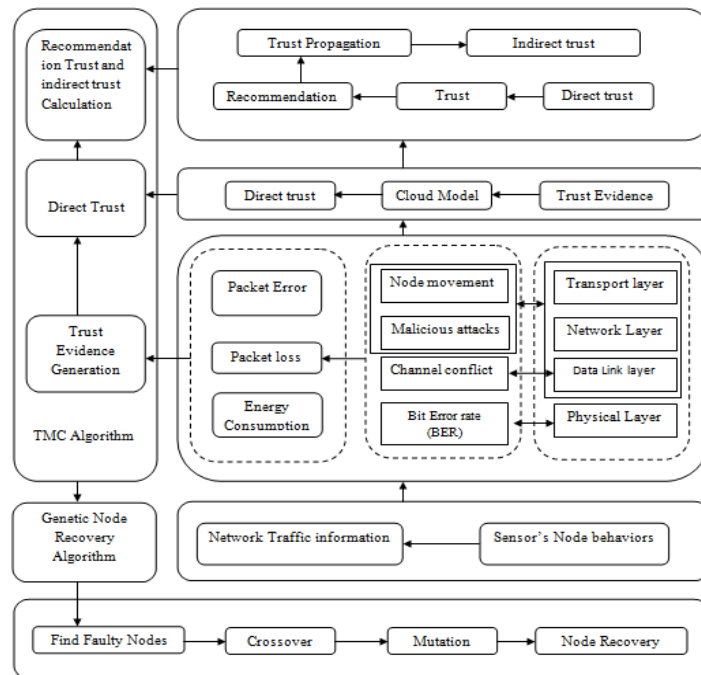 Recommendat
ion Trust and
indirect trust
Calculation
Trust Propagation
Indirect trust
Recommendation
Trust
Direct trust
Direct Trust
Direct trust
Cloud Model
Trust Evidence
Trust
Evidence
Generation
TMC Algorithm
Packet Error
Packet loss
Energy
Consumption
Node movement
Malicious attacks
Channel conflict
Bit Error rate
(BER)
Transport layer
Network Layer
Data Link layer
Physical Layer
Genetic Node
Recovery
Algorithm
Network Traffic information
Sensor's Node behaviors
Find Faulty Nodes
Crossover
Mutation
Node Recovery